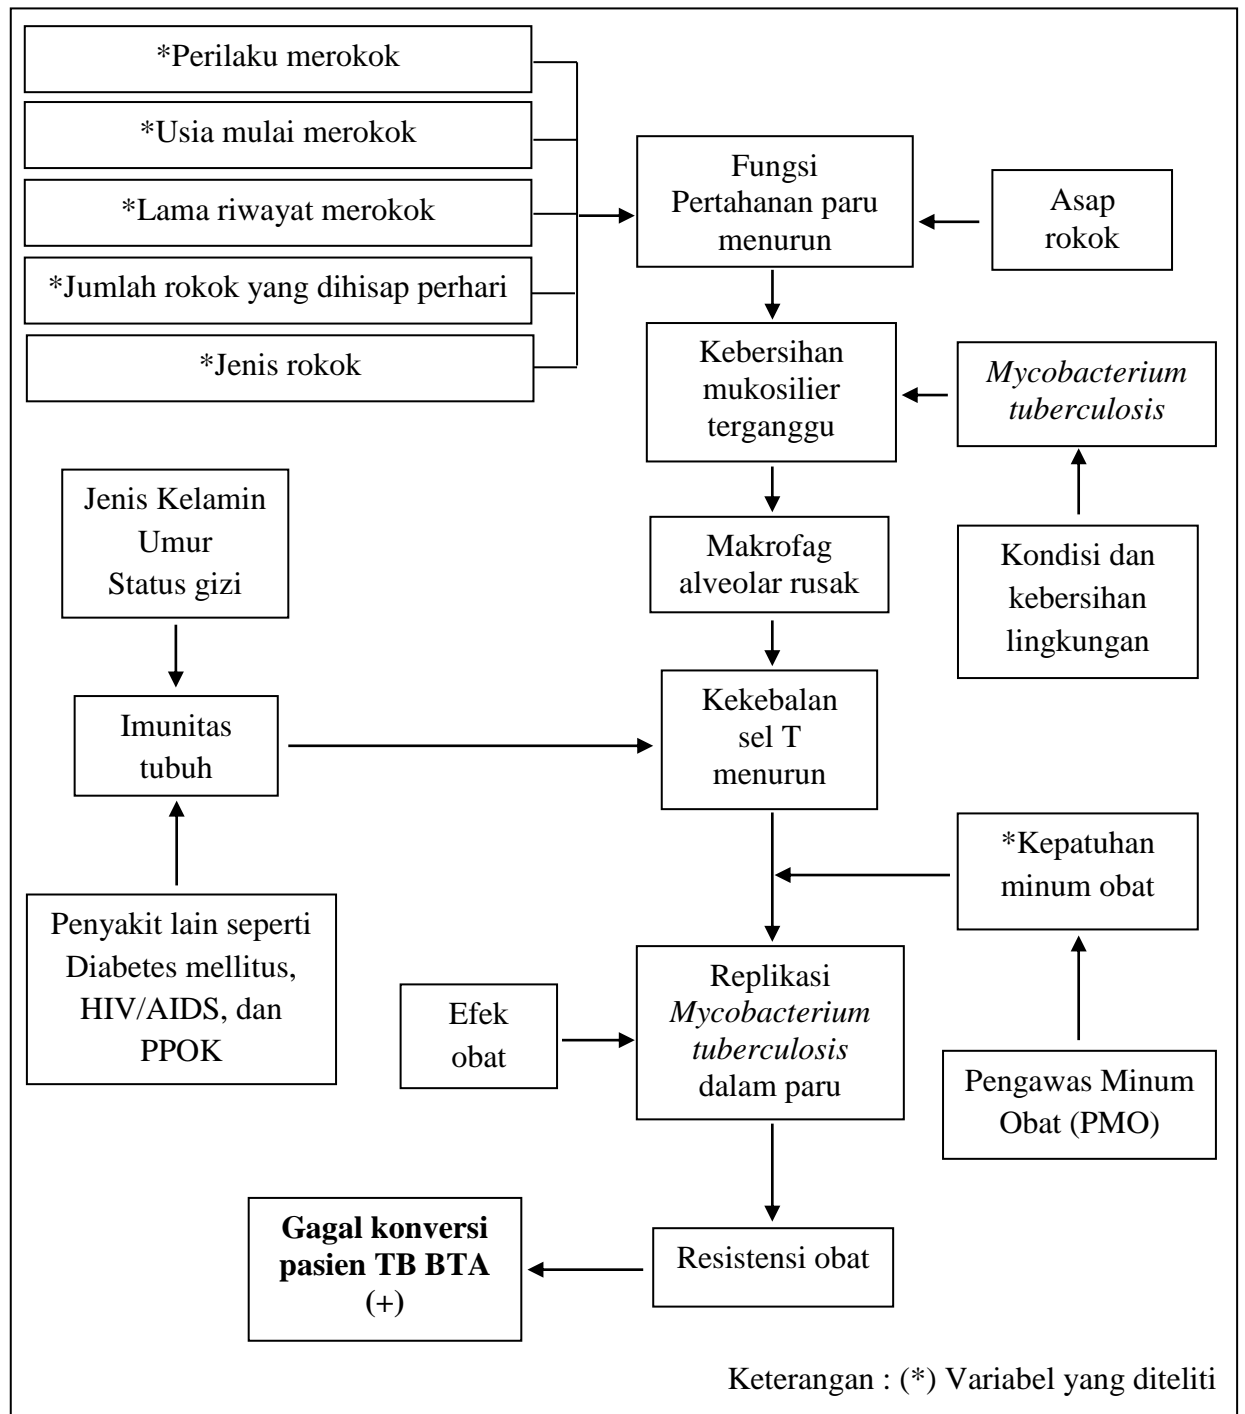 *Perilaku merokok
*Usia mulai merokok
*Lama riwayat merokok
*Jumlah rokok yang dihisap perhari
*Jenis rokok
Fungsi
Pertahanan paru
menurun
Asap
rokok
Kebersihan
mukosilier
terganggu
Mycobacterium
tuberculosis
Jenis Kelamin
Umur
Status gizi
Makrofag
alveolar rusak
Kondisi dan
kebersihan
lingkungan
Imunitas
tubuh
Kekebalan
sel T
menurun
*Kepatuhan
minum obat
Penyakit lain seperti
Diabetes mellitus,
HIV/AIDS, dan
PPOK
Efek
obat
Replikasi
Mycobacterium
tuberculosis
dalam paru
Pengawas Minum
Obat (PMO)
Gagal konversi
pasien TB BTA
(+)
Resistensi obat
Keterangan : (*) Variabel yang diteliti